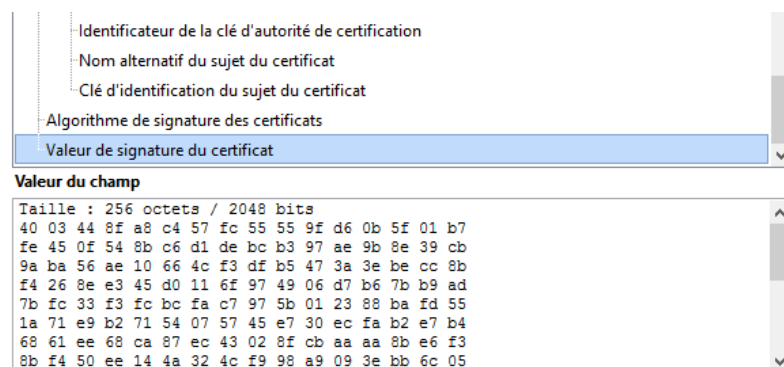 Identificateur de la clé d'autorité de certification
Nom alternatif du sujet du certificat
Clé d'identification du sujet du certificat
Algorithme de signature des certificats
Valeur de signature du certificat
Valeur du champ
Taille : 256 octets / 2048 bits
40 03 44 8f a8 c4 57 fc 55 55 9f d6 0b 5f 01 b7
fe 45 0f 54 8b c6 d1 de bc b3 97 ae 9b 8e 39 cb
9a ba 56 ae 10 66 4c f3 df b5 47 3a 3e be cc 8b
f4 26 8e e3 45 d0 11 6f 97 49 06 d7 b6 7b b9 ad
7b fc 33 f3 fc bc fa c7 97 5b 01 23 88 ba fd 55
1a 71 e9 b2 71 54 07 57 45 e7 30 ec fa b2 e7 b4
68 61 ee 68 ca 87 ec 43 02 8f cb aa aa 8b e6 f3
8b f4 50 ee 14 4a 32 4c f9 98 a9 09 3e bb 6c 05